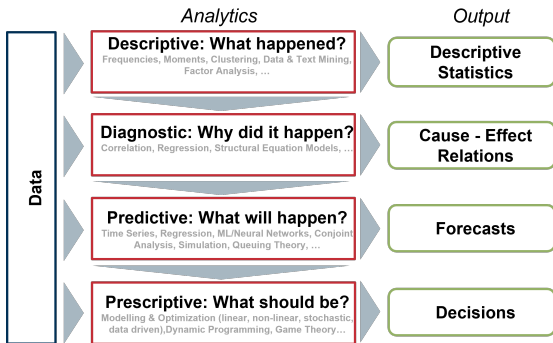 Analytics
Output
Data
Descriptive: What happened?
Frequencies, Moments, Clustering, Data & Text Mining,
Factor Analysis, ...
Descriptive
Statistics
Diagnostic: Why did it happen?
Correlation, Regression, Structural Equation Models, ...
Cause - Effect
Relations
Predictive: What will happen?
Time Series, Regression, ML/Neural Networks, Conjoint
Analysis, Simulation, Queuing Theory, ...
Forecasts
Prescriptive: What should be?
Modelling & Optimization (linear, non-linear, stochastic,
data driven),Dynamic Programming, Game Theory...
Decisions